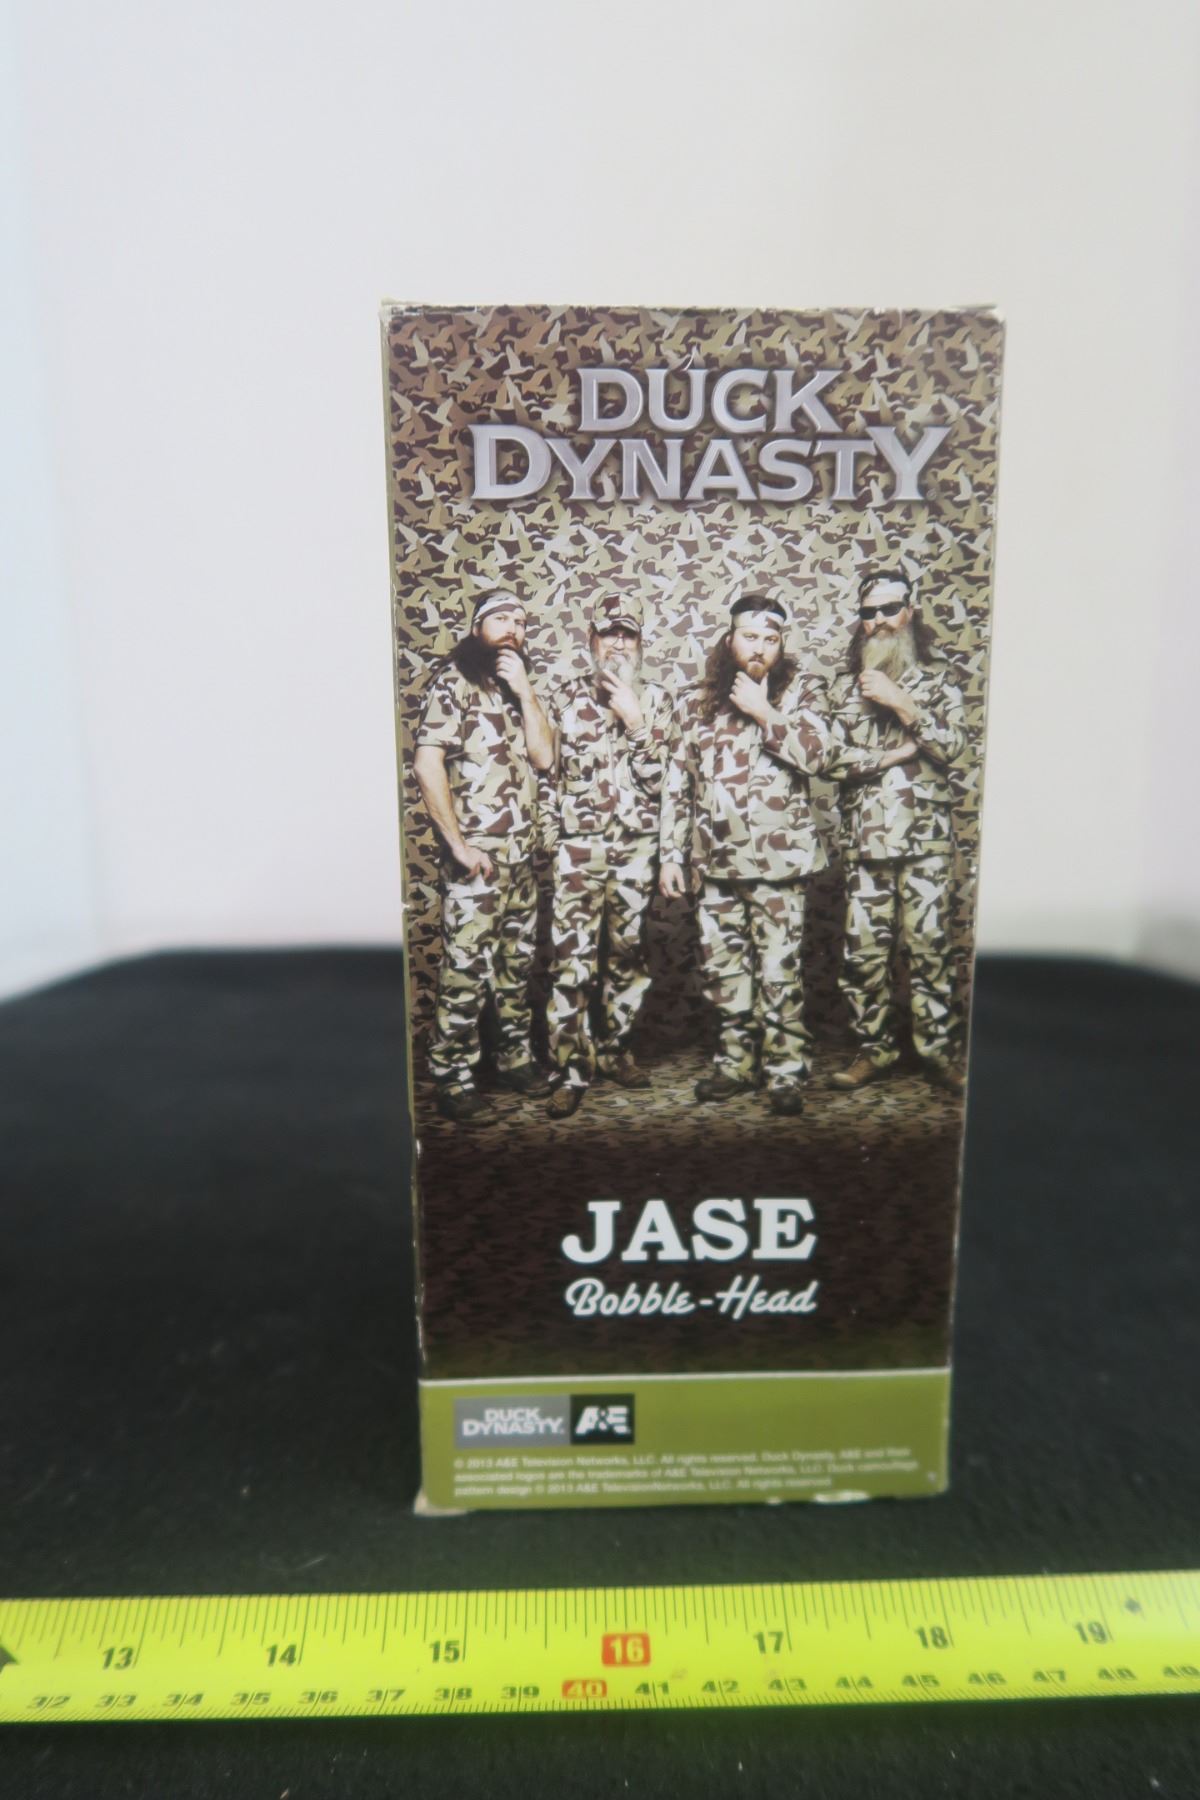 DUCK
DYNASTY
JASE
Bobble-Head
DUCK
DYNASTY.
A&E
© 2013 A&E Television Networks, LLC. All rights reserved. Duck Dynasty, A&E and their
associated logos are the trademarks of A&E Television Networks, LLC. Duck camouflage
pattern design © 2013 A&E TelevisionNetworks, LLC. All rights reserved.
13 14 15 16 17 18 19
32 33 34 35 36 37 38 39 40 41 42 43 44 45 46 47 48 49